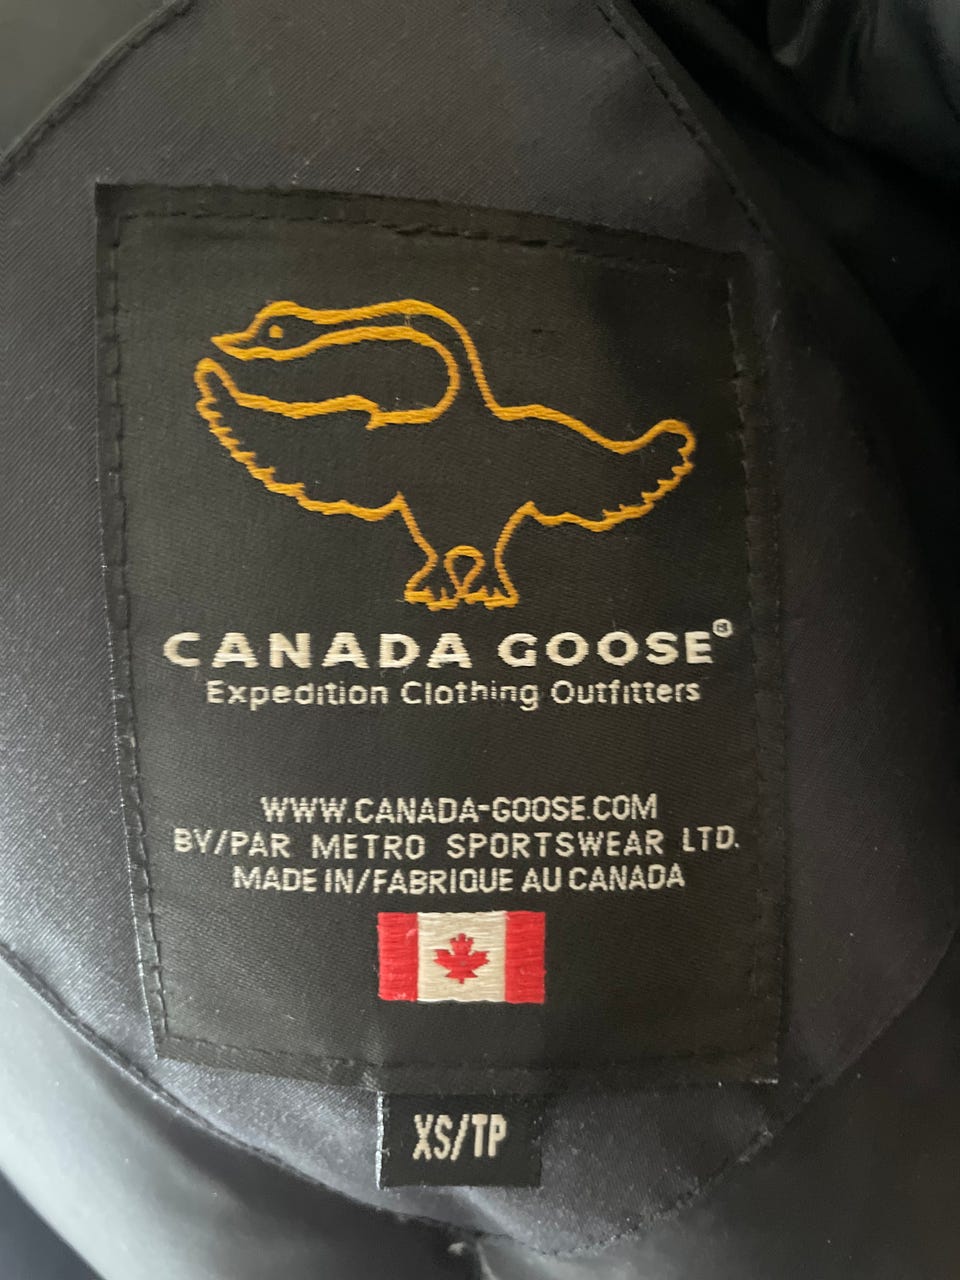 CANADA GOOSE®
Expedition Clothing Outfitters
WWW.CANADA-GOOSE.COM
BY/PAR METRO SPORTSWEAR LTD.
MADE IN/FABRIQUE AU CANADA
XS/TP